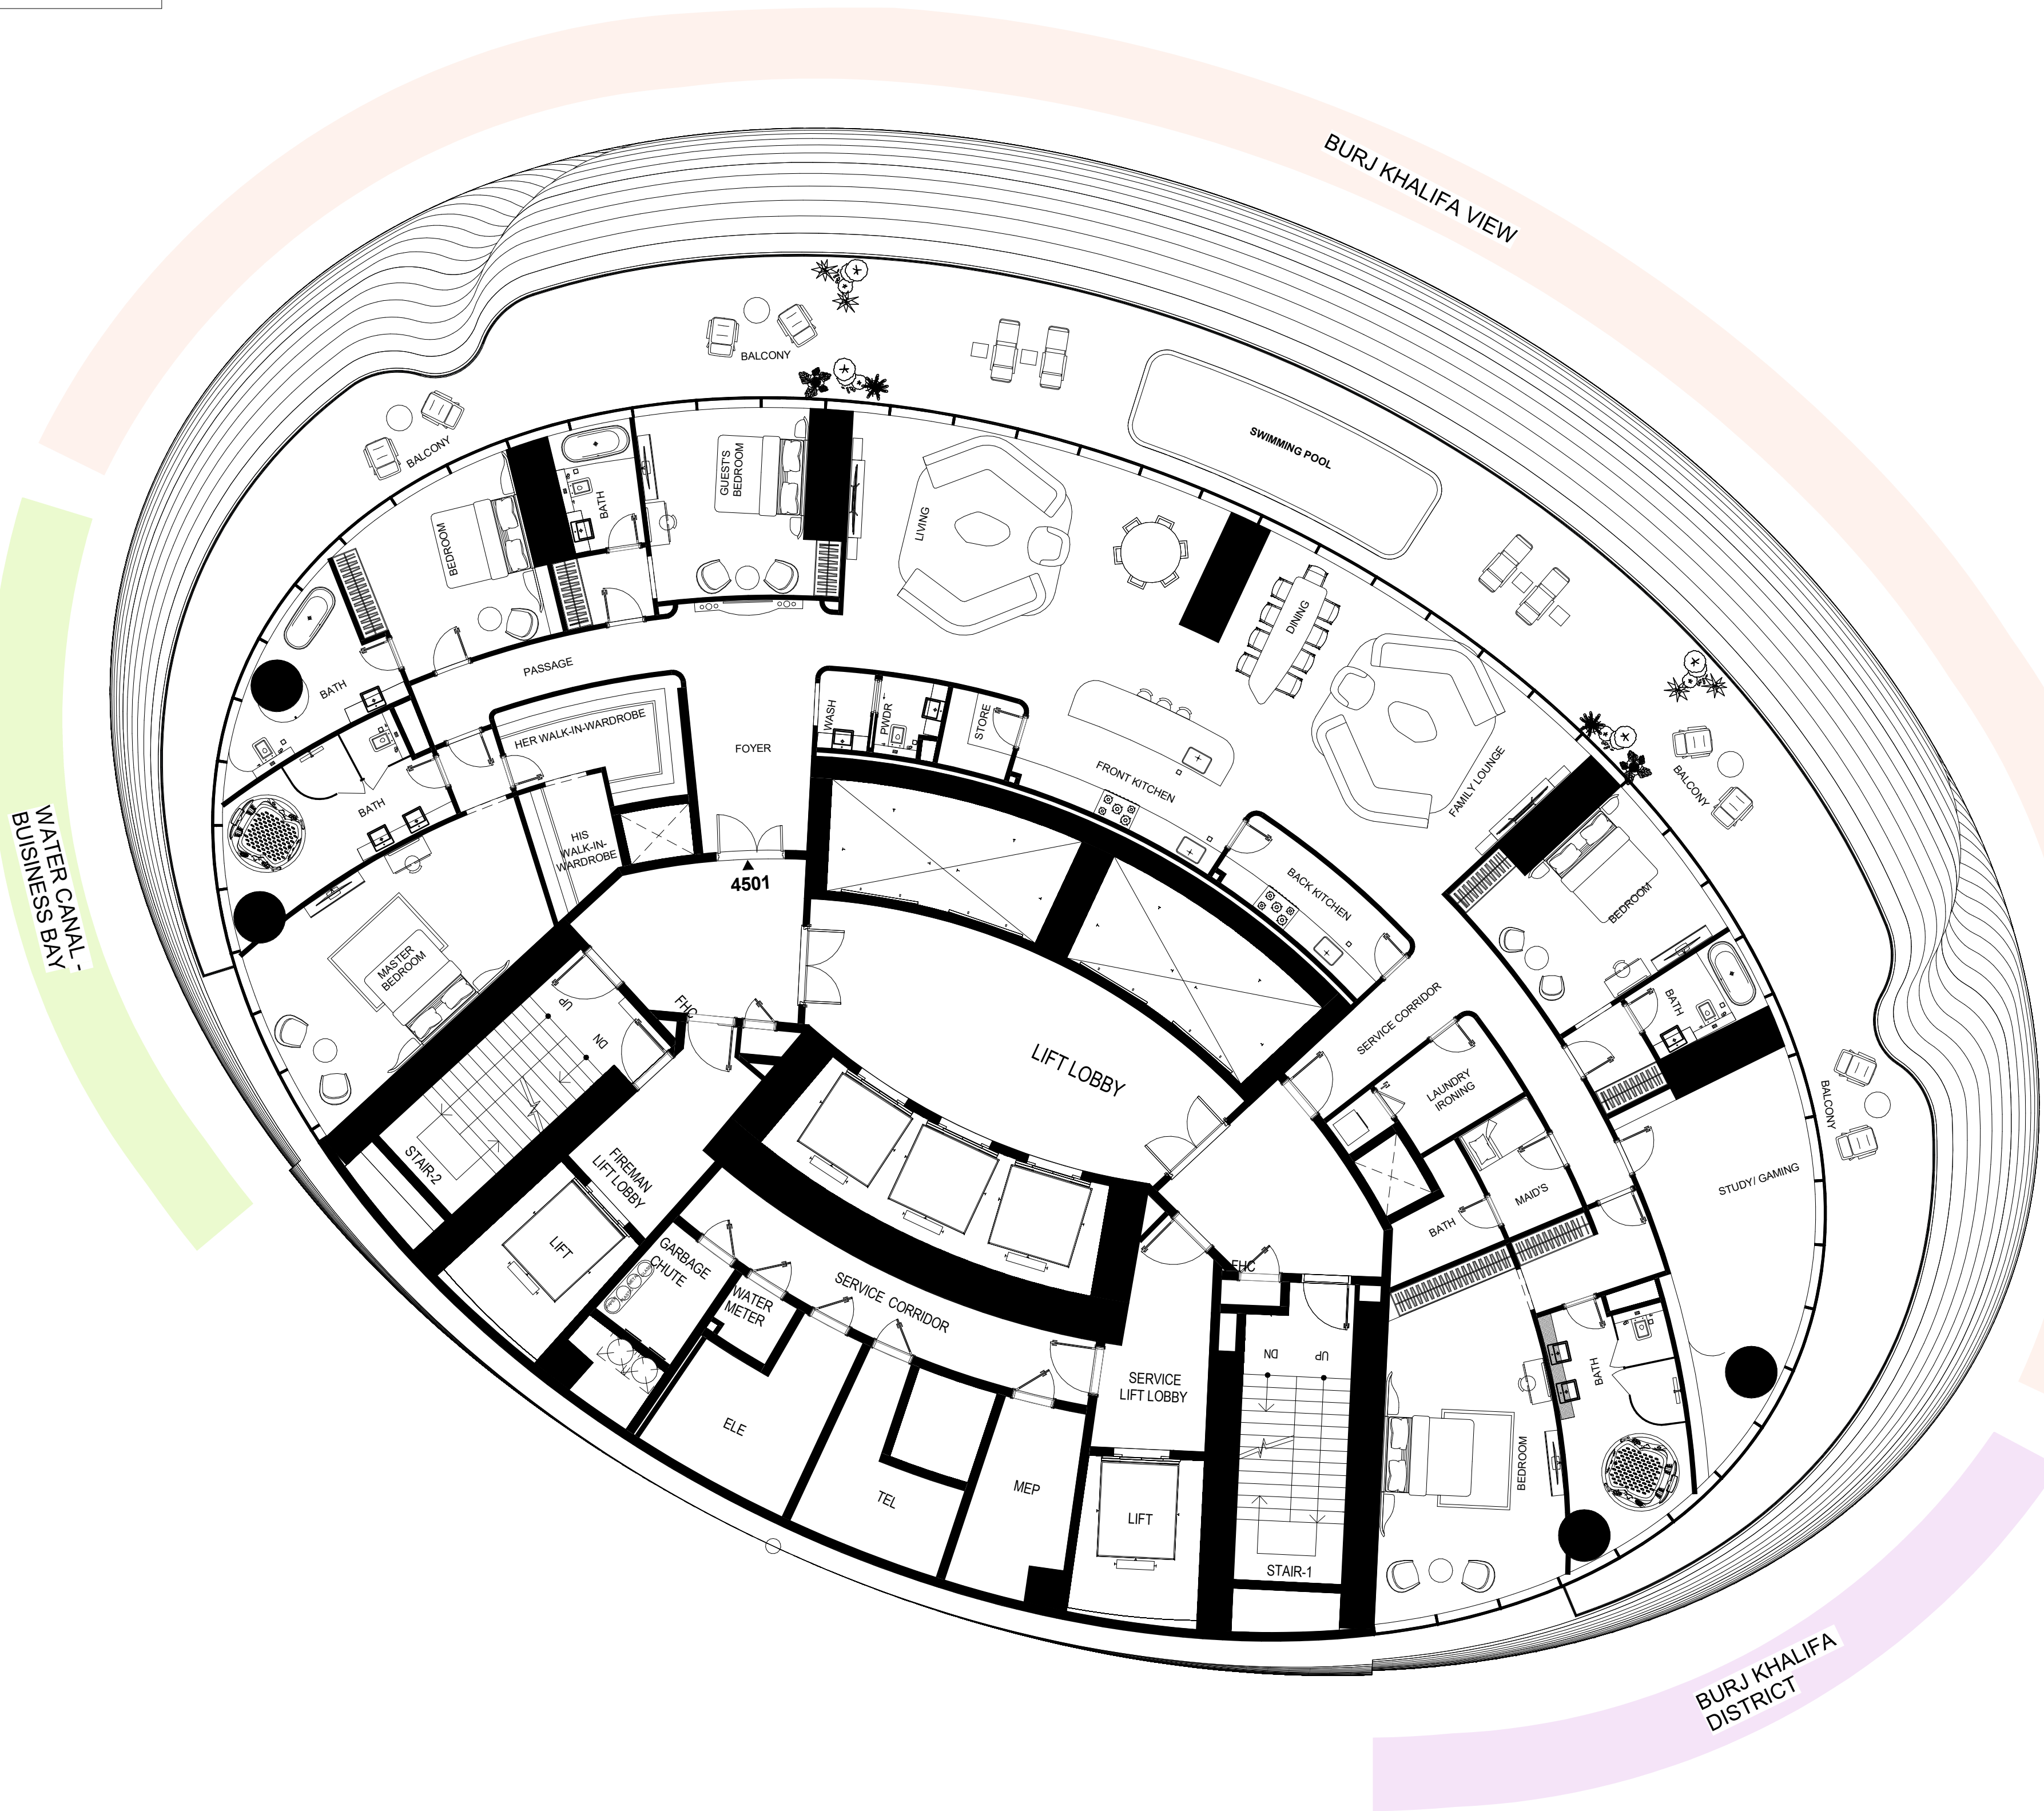 BURJ KHALIFA VIEW
BALCONY
BALCONY
SWIMMING POOL
GUEST'S
BEDROOM
BATH
BEDROOM
LIVING
DINING
PASSAGE
BATH
HER WALK-IN-WARDROBE
FOYER
WASH
PWDR
STORE
FRONT KITCHEN
FAMILY LOUNGE
BALCONY
BATH
HIS
WALK-IN-
WARDROBE
4501
BACK KITCHEN
BEDROOM
WATER CANAL -
BUISINESS BAY
MASTER
BEDROOM
UP
DN
FHC
BATH
SERVICE CORRIDOR
LIFT LOBBY
LAUNDRY
IRONING
BALCONY
STAIR-2
FIREMAN
LIFT LOBBY
MAID'S
BATH
STUDY/ GAMING
LIFT
GARBAGE
CHUTE
WATER
METER
SERVICE CORRIDOR
FHC
DN
UP
SERVICE
LIFT LOBBY
BATH
ELE
TEL
MEP
LIFT
BEDROOM
STAIR-1
BURJ KHALIFA
DISTRICT